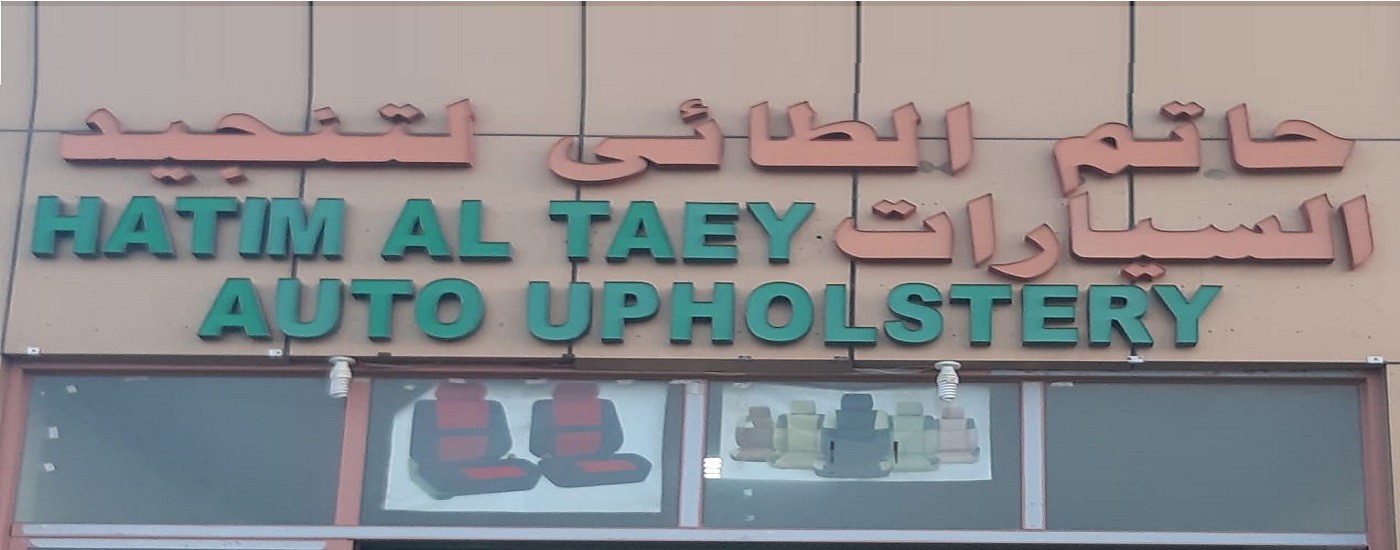 حاتم الطائى لتنجيد
السيارات
HATIM AL TAEY
AUTO UPHOLSTERY